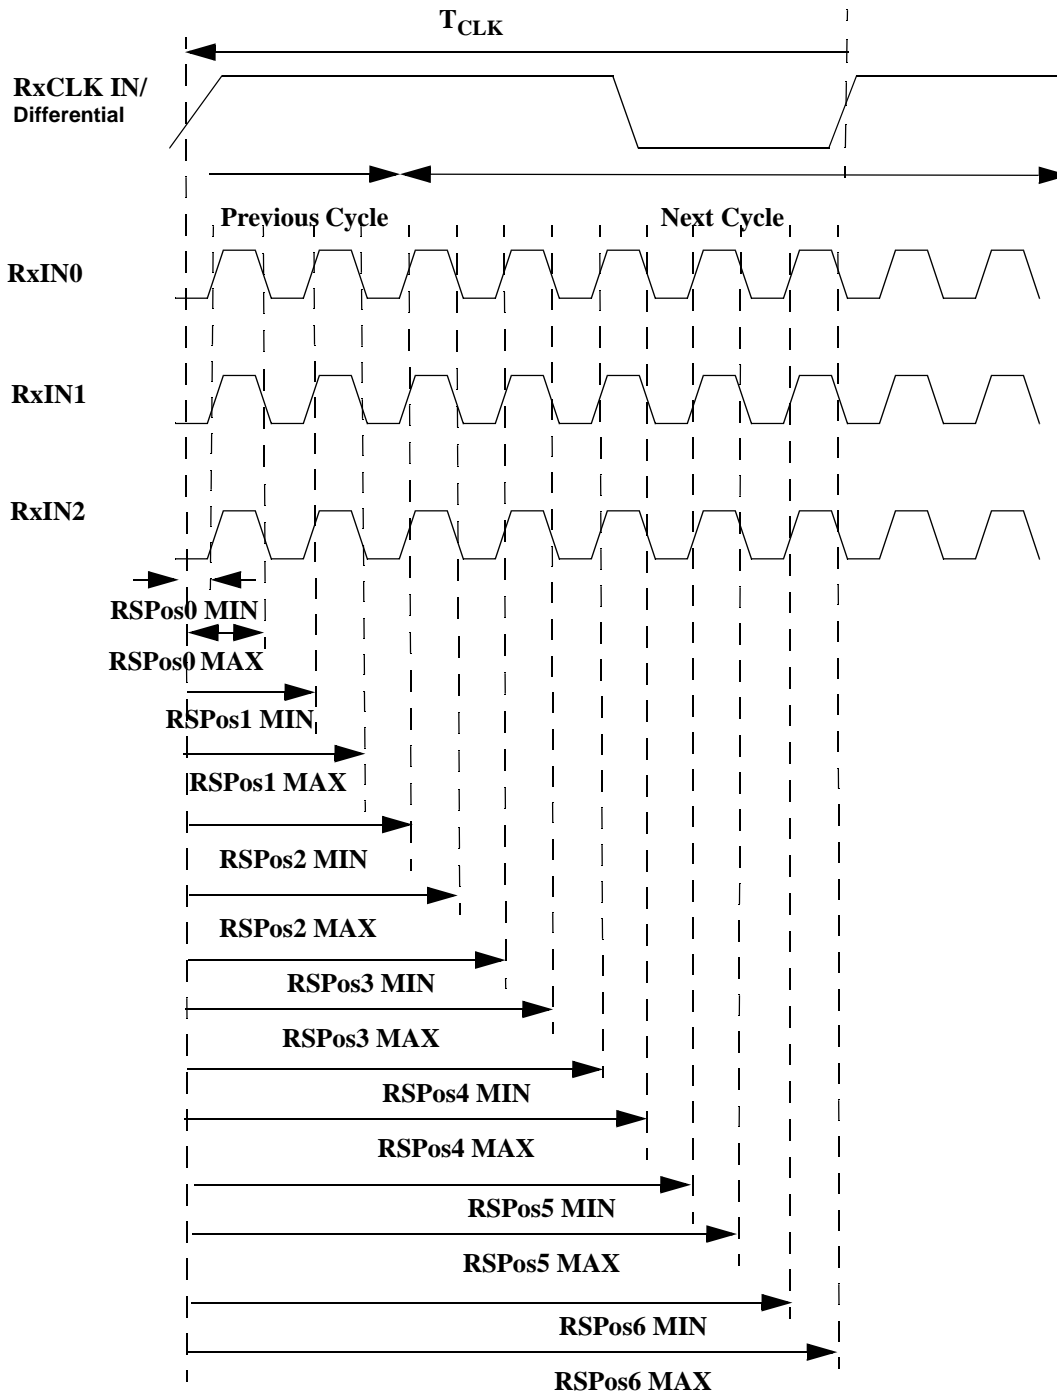 TCLK
RxCLK IN/
Differential
Previous Cycle
Next Cycle
RxIN0
RxIN1
RxIN2
RSPos0 MIN
RSPos0 MAX
RSPos1 MIN
RSPos1 MAX
RSPos2 MIN
RSPos2 MAX
RSPos3 MIN
RSPos3 MAX
RSPos4 MIN
RSPos4 MAX
RSPos5 MIN
RSPos5 MAX
RSPos6 MIN
RSPos6 MAX